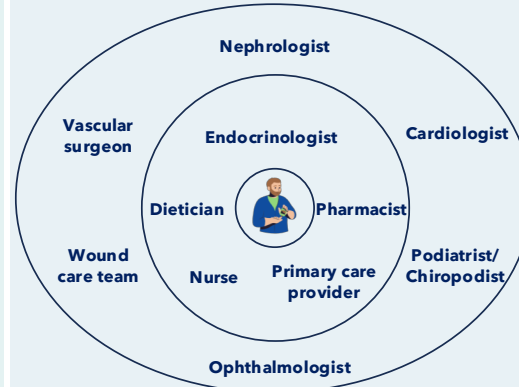 Nephrologist
Vascular
surgeon
Cardiologist
Endocrinologist
Dietician
Pharmacist
Wound
care team
Nurse
Primary care
provider
Podiatrist/
Chiropodist
Ophthalmologist